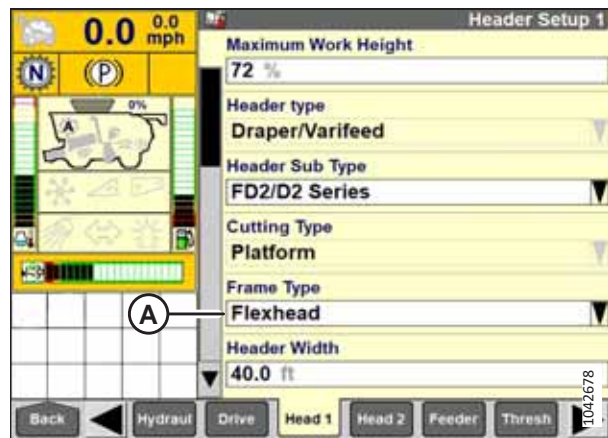 0.0 0.0 mph
N (P)
0%
A
Header Setup 1
Maximum Work Height
72 %
Header type
Draper/Varifeed
Header Sub Type
FD2/D2 Series
Cutting Type
Platform
Frame Type
A
Flexhead
Header Width
40.0 ft
1042678
Back Hydraul Drive Head 1 Head 2 Feeder Thresh